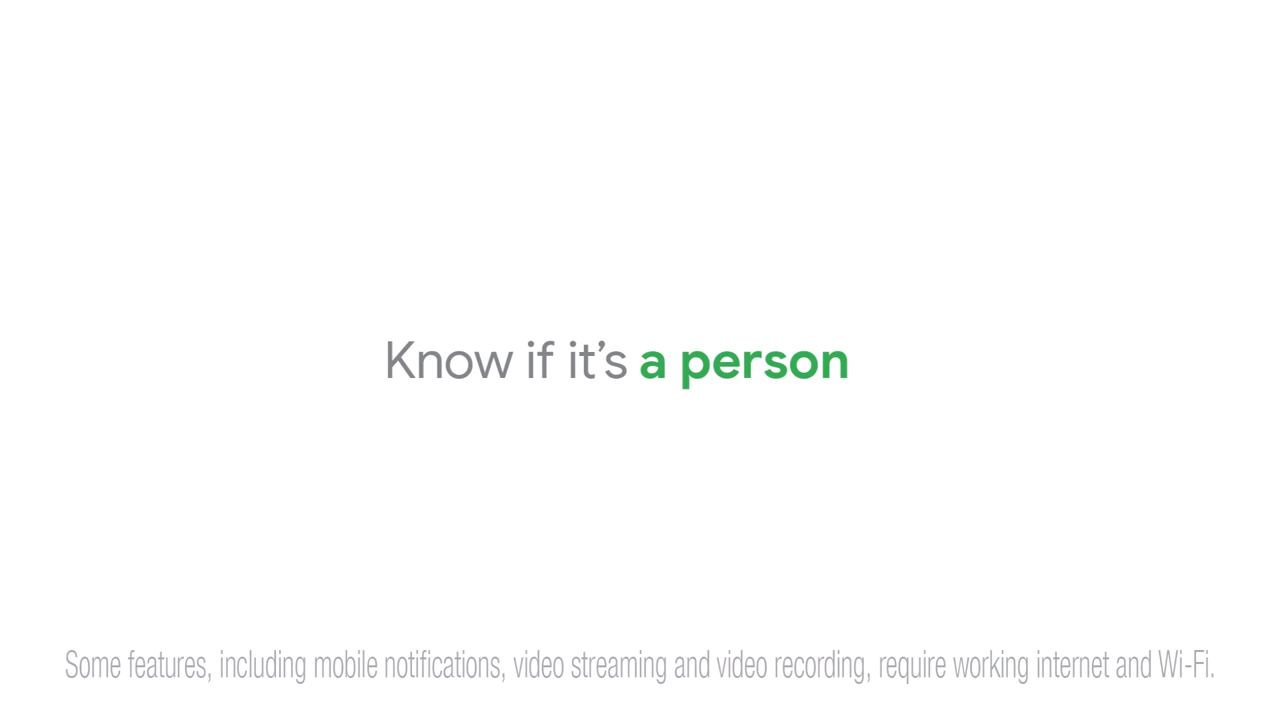 Know if it’s a person
Some features, including mobile notifications, video streaming and video recording, require working internet and Wi-Fi.